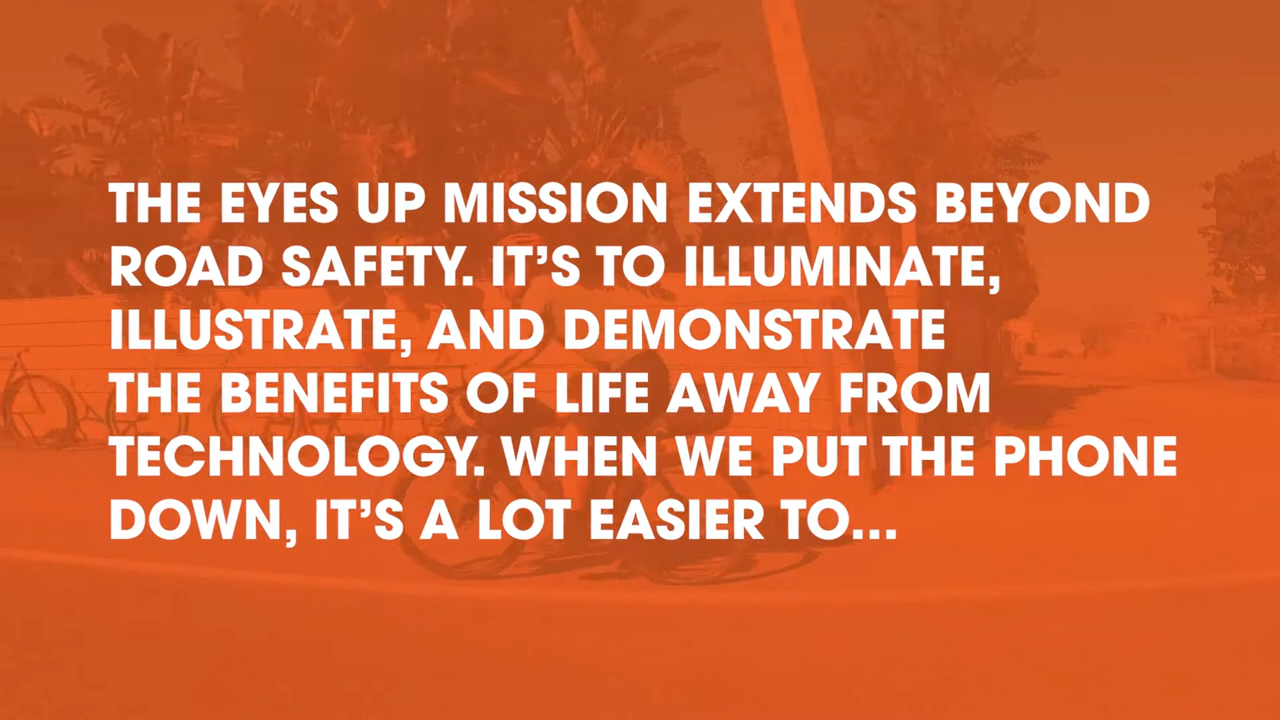 THE EYES UP MISSION EXTENDS BEYOND
ROAD SAFETY. IT’S TO ILLUMINATE,
ILLUSTRATE, AND DEMONSTRATE
THE BENEFITS OF LIFE AWAY FROM
TECHNOLOGY. WHEN WE PUT THE PHONE
DOWN, IT’S A LOT EASIER TO...